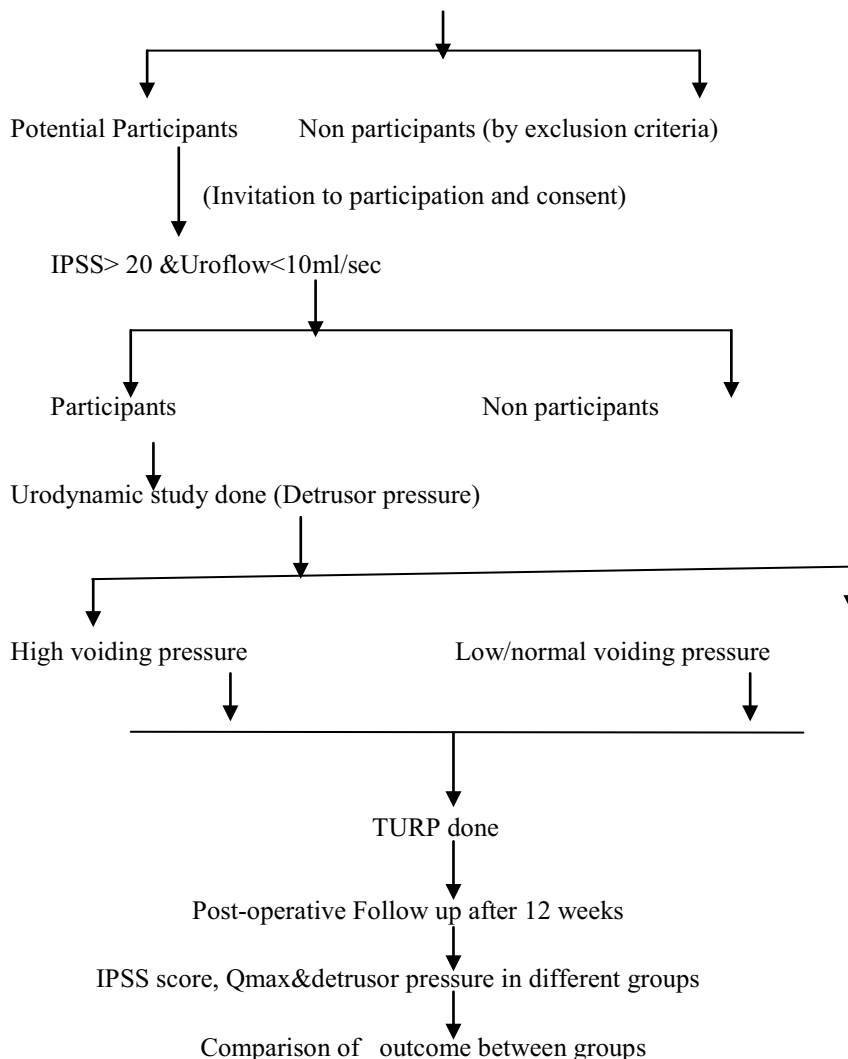 Potential Participants Non participants (by exclusion criteria)
(Invitation to participation and consent)
IPSS> 20 &Uroflow<10ml/sec
Participants Non participants
Urodynamic study done (Detrusor pressure)
High voiding pressure Low/normal voiding pressure
TURP done
Post-operative Follow up after 12 weeks
IPSS score, Qmax&detrusor pressure in different groups
Comparison of outcome between groups